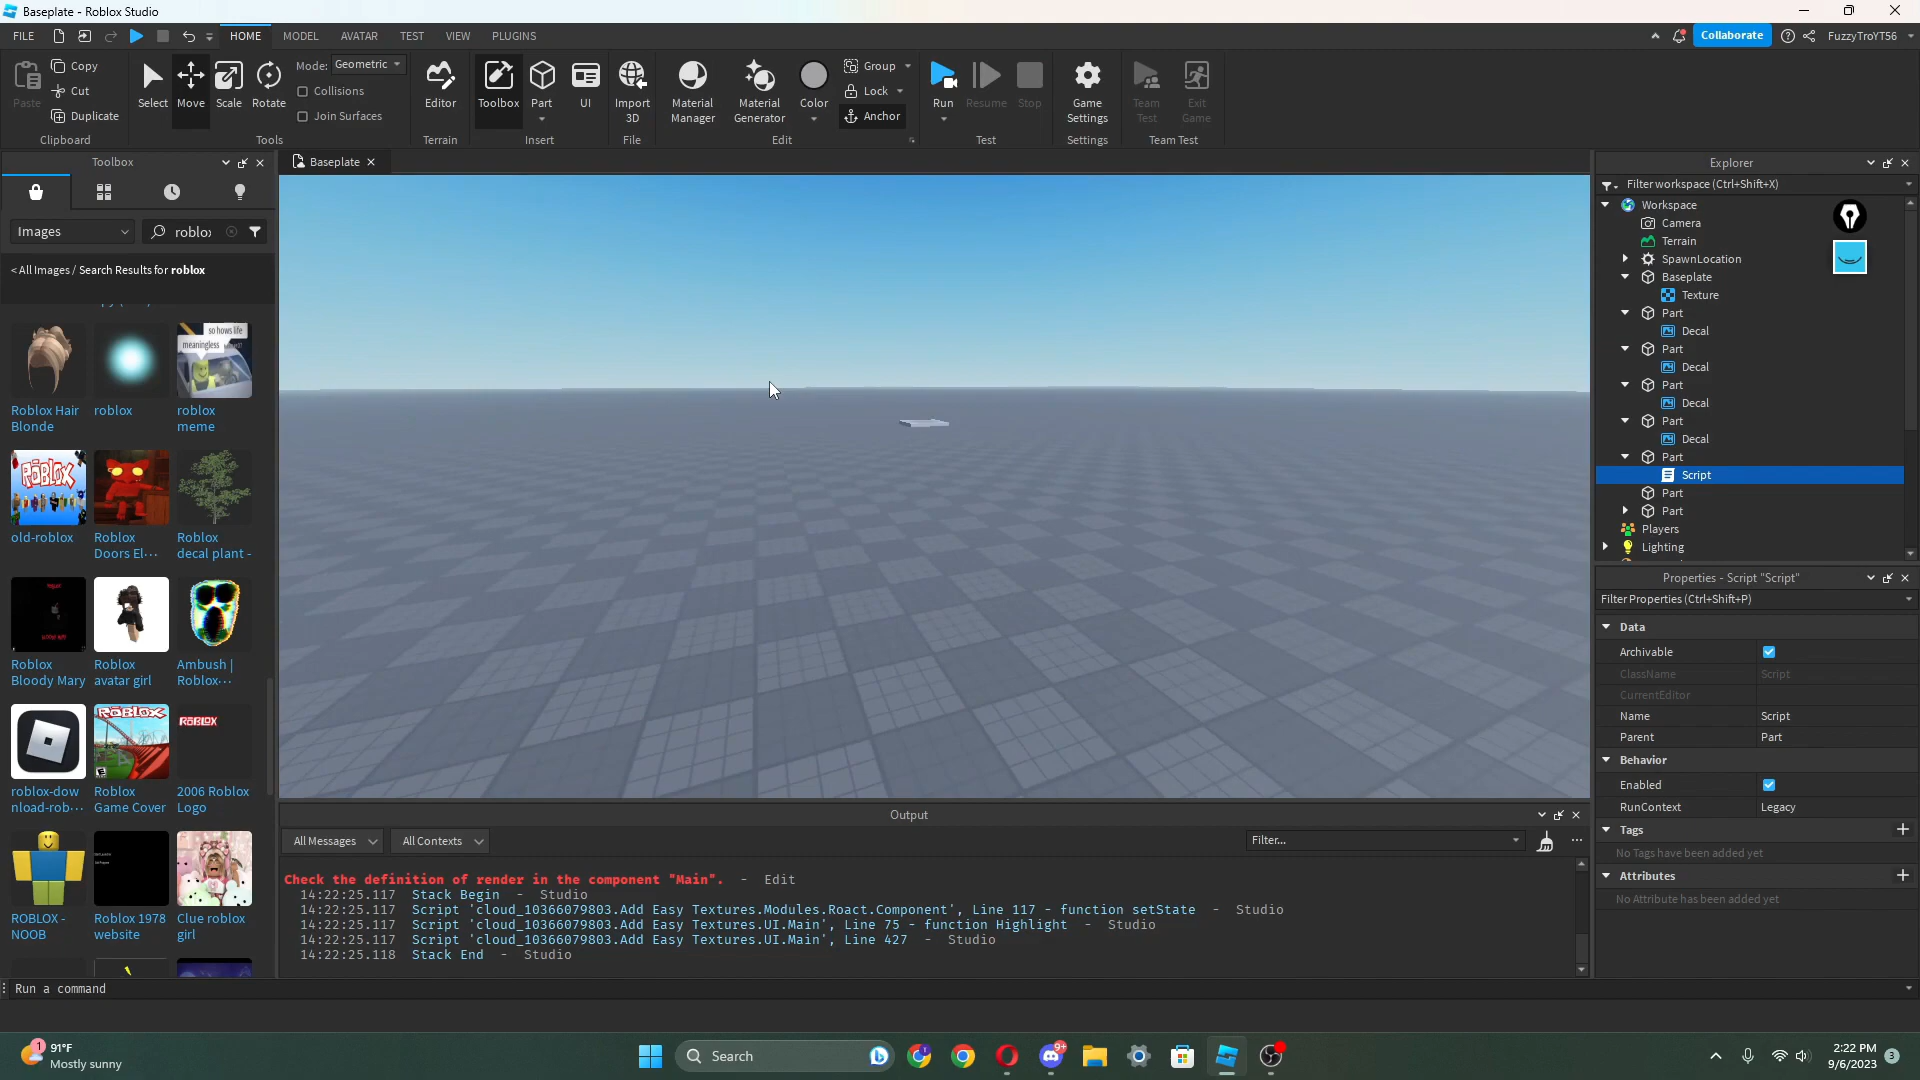 Baseplate - Roblox Studio
FILE
HOME
MODEL
AVATAR
TEST
VIEW
PLUGINS
Collaborate
FuzzyTroYT56
Paste
Copy
Cut
Duplicate
Clipboard
Select
Move
Scale
Rotate
Mode: Geometric
Collisions
Join Surfaces
Tools
Editor
Terrain
Toolbox
Part
UI
Insert
Import
3D
File
Material
Manager
Material
Generator
Color
Group
Lock
Anchor
Edit
Run
Resume
Stop
Test
Game
Settings
Settings
Team
Test
Exit
Game
Team Test
Toolbox
Images
roblox
< All Images / Search Results for roblox
Roblox Hair
Blonde
roblox
so hows life
meaningless
roblox
meme
ROBLOX
old-roblox
Roblox
Doors El···
Roblox
decal plant -
Roblox
Bloody Mary
Roblox
avatar girl
Ambush |
Roblox···
roblox-dow
nload-rob···
ROBLOX
Roblox
Game Cover
ROBLOX
2006 Roblox
Logo
ROBLOX -
NOOB
Roblox 1978
website
Clue roblox
girl
Baseplate
Output
All Messages
All Contexts
Filter...
Check the definition of render in the component "Main". - Edit
14:22:25.117 Stack Begin - Studio
14:22:25.117 Script 'cloud_10366079803.Add Easy Textures.Modules.Roact.Component', Line 117 - function setState - Studio
14:22:25.117 Script 'cloud_10366079803.Add Easy Textures.UI.Main', Line 75 - function Highlight - Studio
14:22:25.117 Script 'cloud_10366079803.Add Easy Textures.UI.Main', Line 427 - Studio
14:22:25.118 Stack End - Studio
Run a command
Explorer
Filter workspace (Ctrl+Shift+X)
Workspace
Camera
Terrain
SpawnLocation
Baseplate
Texture
Part
Decal
Part
Decal
Part
Decal
Part
Decal
Part
Script
Part
Part
Players
Lighting
Properties - Script "Script"
Filter Properties (Ctrl+Shift+P)
Data
Archivable
ClassName Script
CurrentEditor
Name Script
Parent Part
Behavior
Enabled
RunContext Legacy
Tags
No Tags have been added yet
Attributes
No Attribute has been added yet
1
91°F
Mostly sunny
Search
9+
2:22 PM
9/6/2023
3